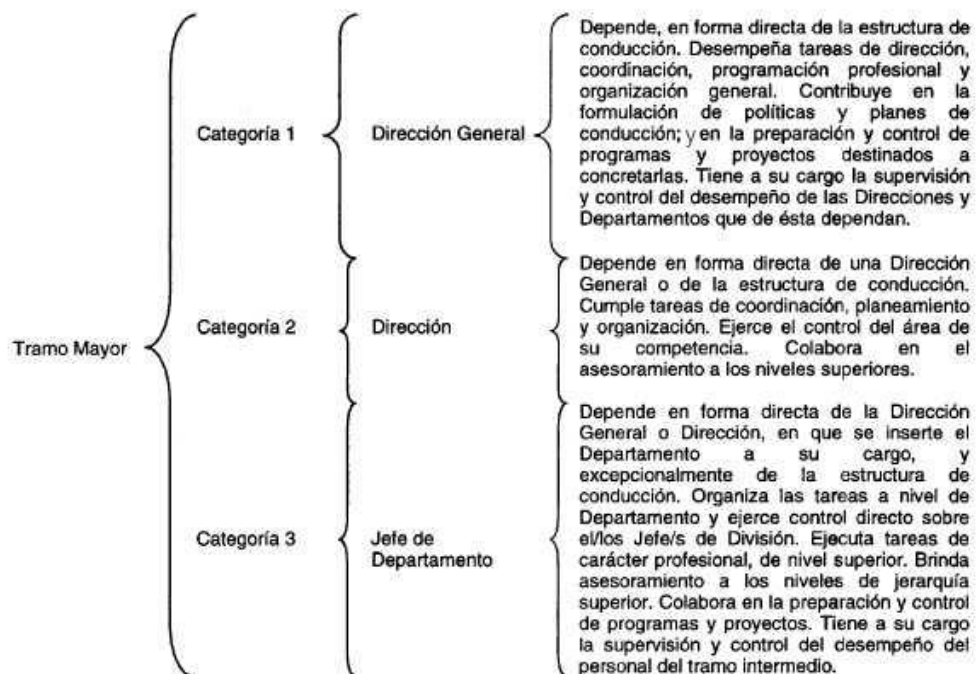 Tramo Mayor
Categoría 1
Dirección General
Depende, en forma directa de la estructura de
conducción. Desempeña tareas de dirección,
coordinación, programación profesional y
organización general. Contribuye en la
formulación de políticas y planes de
conducción; y en la preparación y control de
programas y proyectos destinados a
concretarlas. Tiene a su cargo la supervisión
y control del desempeño de las Direcciones y
Departamentos que de ésta dependan.
Categoría 2
Dirección
Depende en forma directa de una Dirección
General o de la estructura de conducción.
Cumple tareas de coordinación, planeamiento
y organización. Ejerce el control del área de
su competencia. Colabora en el
asesoramiento a los niveles superiores.
Categoría 3
Jefe de
Departamento
Depende en forma directa de la Dirección
General o Dirección, en que se inserte el
Departamento a su cargo, y
excepcionalmente de la estructura de
conducción. Organiza las tareas a nivel de
Departamento y ejerce control directo sobre
el/los Jefe/s de División. Ejecuta tareas de
carácter profesional, de nivel superior. Brinda
asesoramiento a los niveles de jerarquía
superior. Colabora en la preparación y control
de programas y proyectos. Tiene a su cargo
la supervisión y control del desempeño del
personal del tramo intermedio.